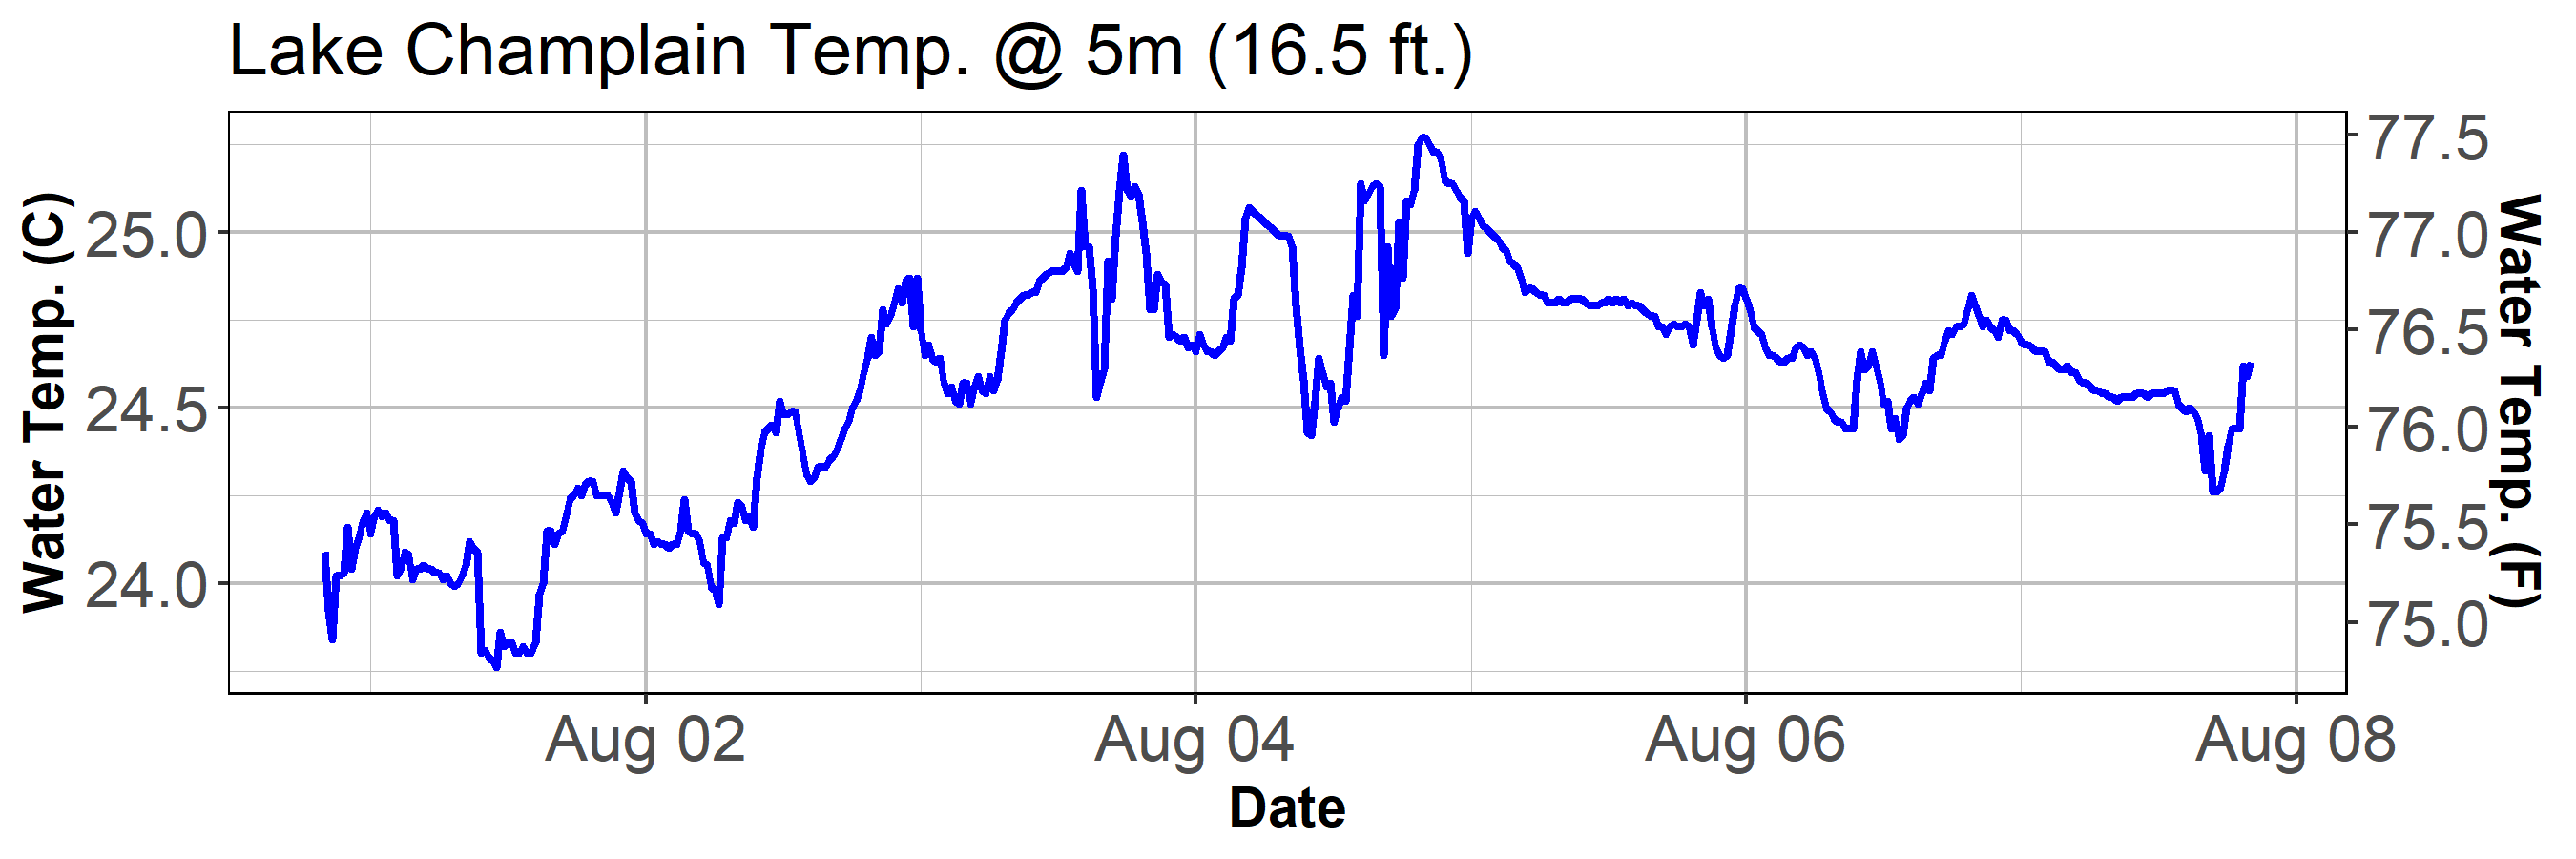 Lake Champlain Temp. @ 5m (16.5 ft.)
Water Temp. (C)
25.0
24.5
24.0
77.5
77.0
76.5
76.0
75.5
75.0
Water Temp. (F)
Aug 02 Aug 04 Aug 06 Aug 08
Date